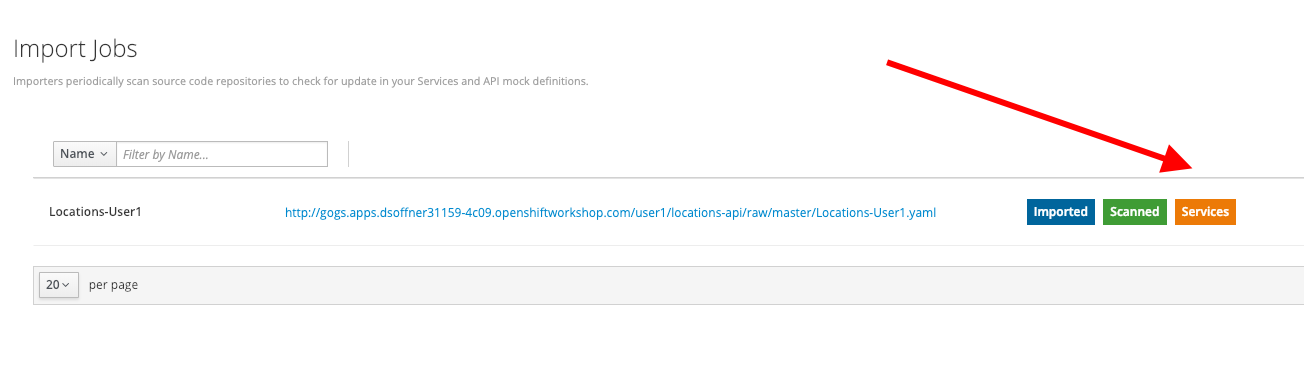 Import Jobs
Importers periodically scan source code repositories to check for update in your Services and API mock definitions.
Name Filter by Name...
Locations-User1 http://gogs.apps.dsoffner31159-4c09.openshiftworkshop.com/user1/locations-api/raw/master/Locations-User1.yaml Imported Scanned Services
20 per page